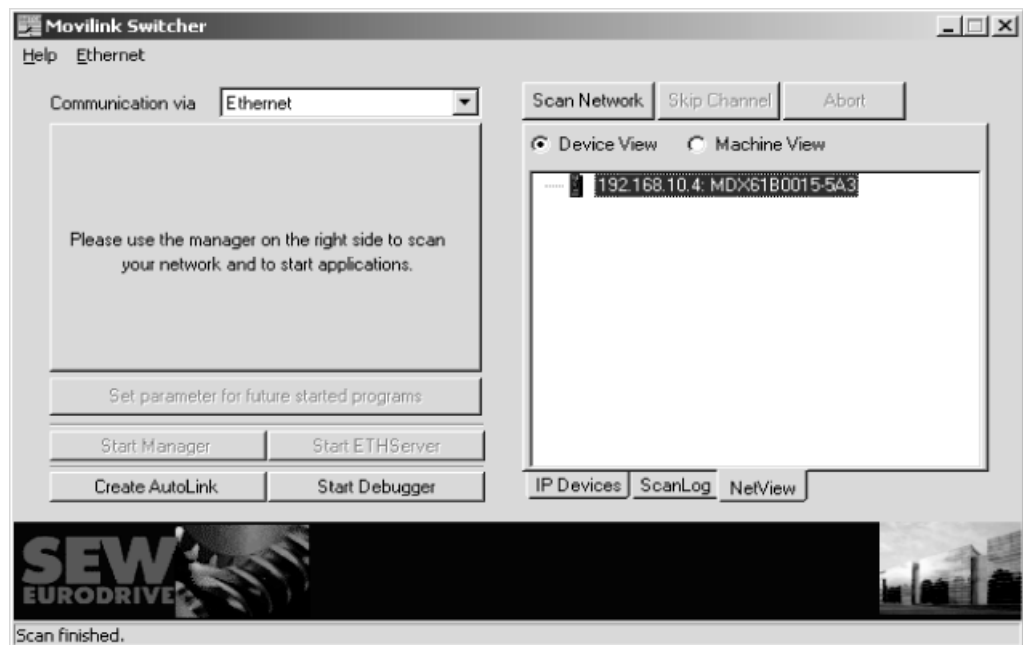 Movilink Switcher
Help Ethernet
Communication via Ethernet
Scan Network Skip Channel Abort
Device View Machine View
192.168.10.4: MDX61B0015-5A3
Please use the manager on the right side to scan
your network and to start applications.
Set parameter for future started programs
Start Manager Start ETHServer
Create AutoLink Start Debugger
IP Devices ScanLog NetView
SEW
EURODRIVE
Scan finished.